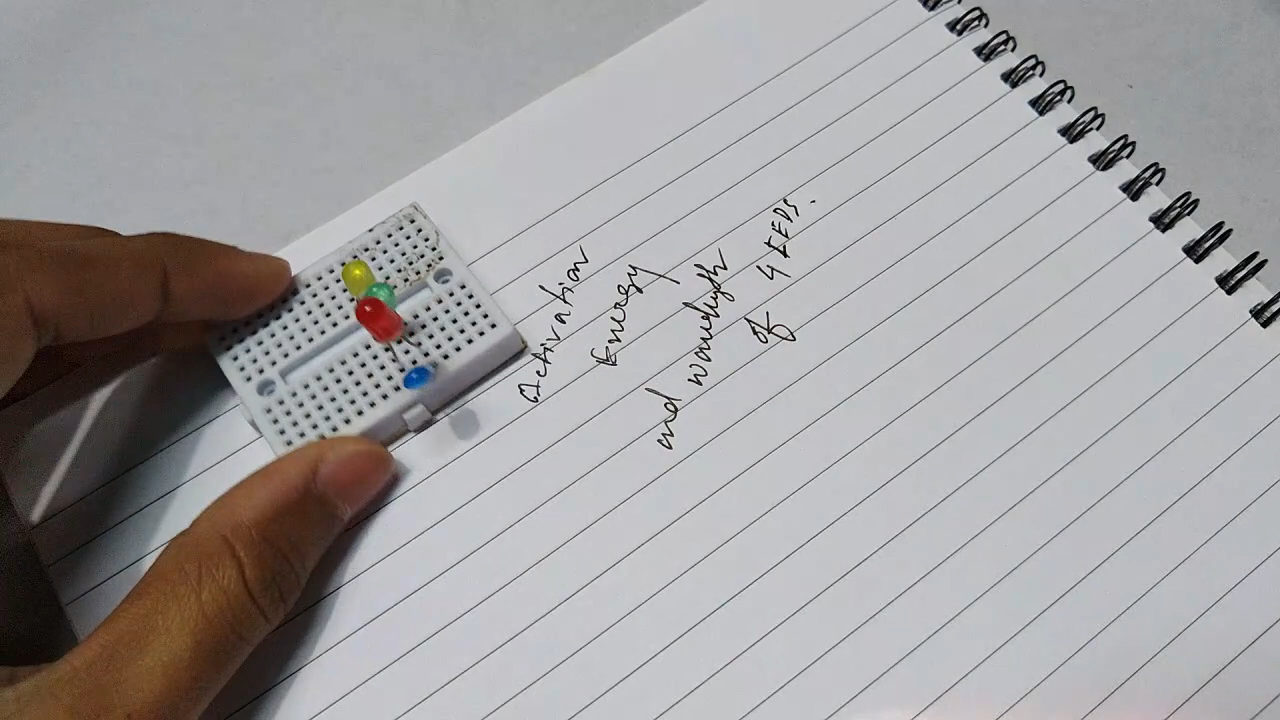 Activation
Energy
and wavelength
of 4 LEDS.